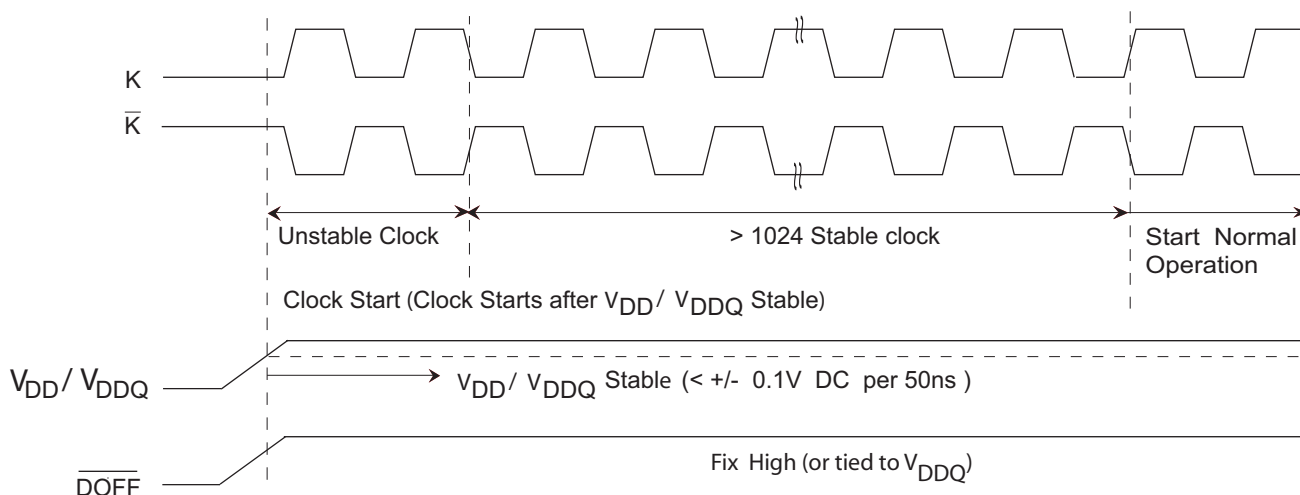 K
K̅
Unstable Clock
> 1024 Stable clock
Start Normal
Operation
Clock Start (Clock Starts after VDD / VDDQ Stable)
VDD / VDDQ
VDD / VDDQ Stable (< +/- 0.1V DC per 50ns )
Fix High (or tied to VDDQ)
D̅O̅F̅F̅